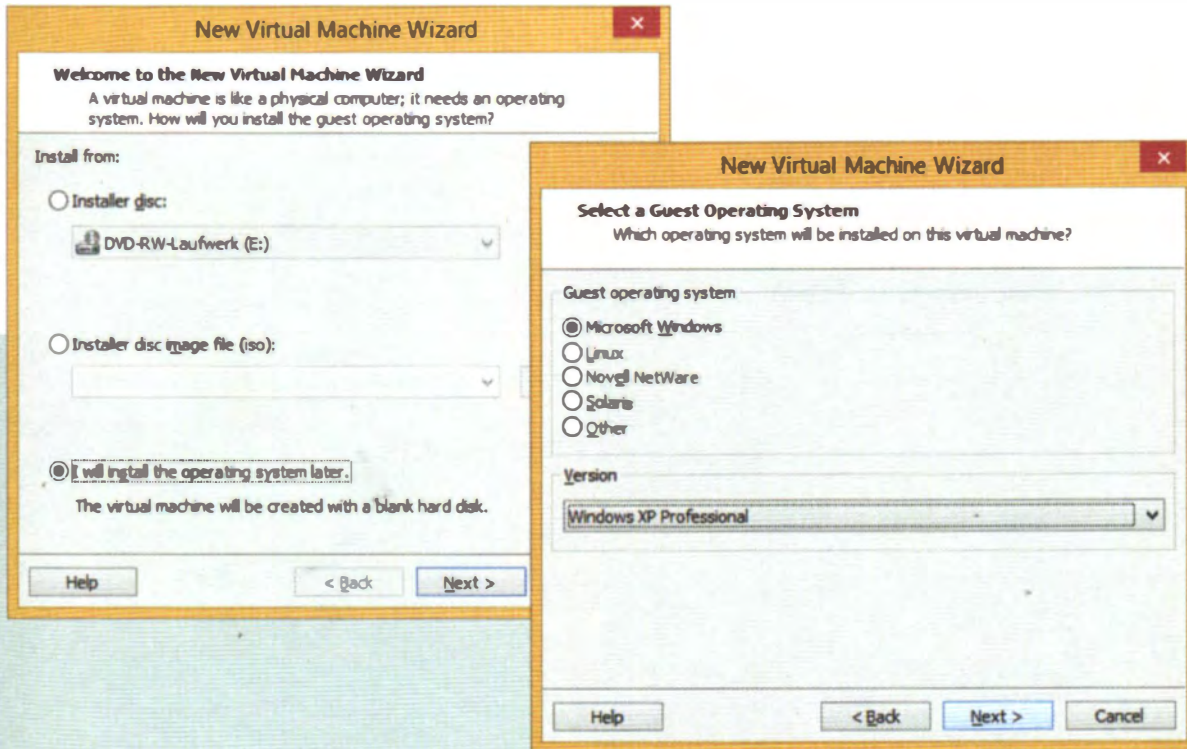 New Virtual Machine Wizard
Welcome to the New Virtual Machine Wizard
A virtual machine is like a physical computer; it needs an operating
system. How will you install the guest operating system?
Install from:
Installer disc:
DVD-RW-Laufwerk (E:)
Installer disc image file (iso):
I will install the operating system later.
The virtual machine will be created with a blank hard disk.
Help
< Back
Next >
New Virtual Machine Wizard
Select a Guest Operating System
Which operating system will be installed on this virtual machine?
Guest operating system
Microsoft Windows
Linux
Novell NetWare
Solaris
Other
Version
Windows XP Professional
Help
< Back
Next >
Cancel